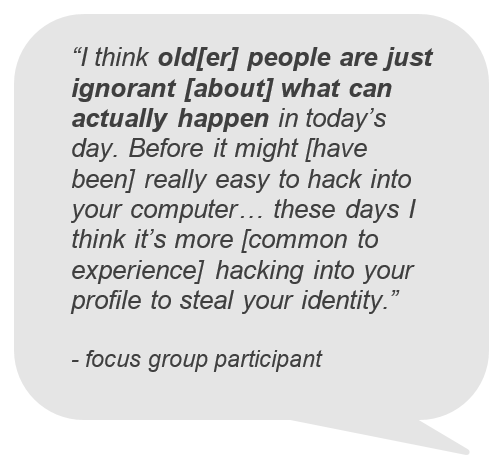 “I think old[er] people are just
ignorant [about] what can
actually happen in today’s
day. Before it might [have
been] really easy to hack into
your computer… these days I
think it’s more [common to
experience] hacking into your
profile to steal your identity.”
- focus group participant